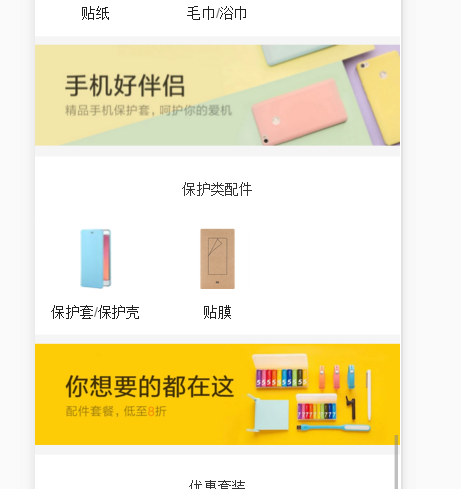 贴纸 毛巾/浴巾
手机好伴侣
精品手机保护套，呵护你的爱机
保护类配件
保护套/保护壳 贴膜
你想要的都在这
配件套餐，低至8折
优惠套装